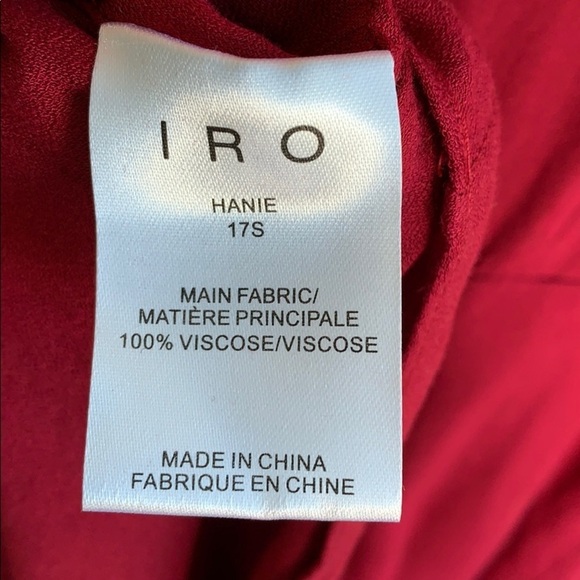 IRO
HANIE
17S
MAIN FABRIC/
MATIÈRE PRINCIPALE
100% VISCOSE/VISCOSE
MADE IN CHINA
FABRIQUE EN CHINE